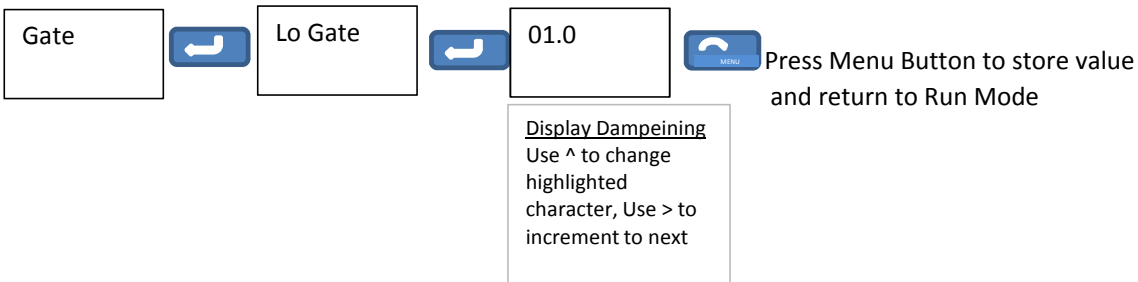 Gate
Lo Gate
01.0
MENU
Press Menu Button to store value
and return to Run Mode
Display Dampeining
Use ^ to change
highlighted
character, Use > to
increment to next